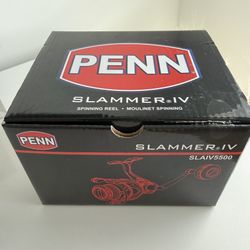 PENN
SLAMMER®IV
SPINNING REEL • MOULINET SPINNING
PENN
SLAMMER®IV
SLAIV5500